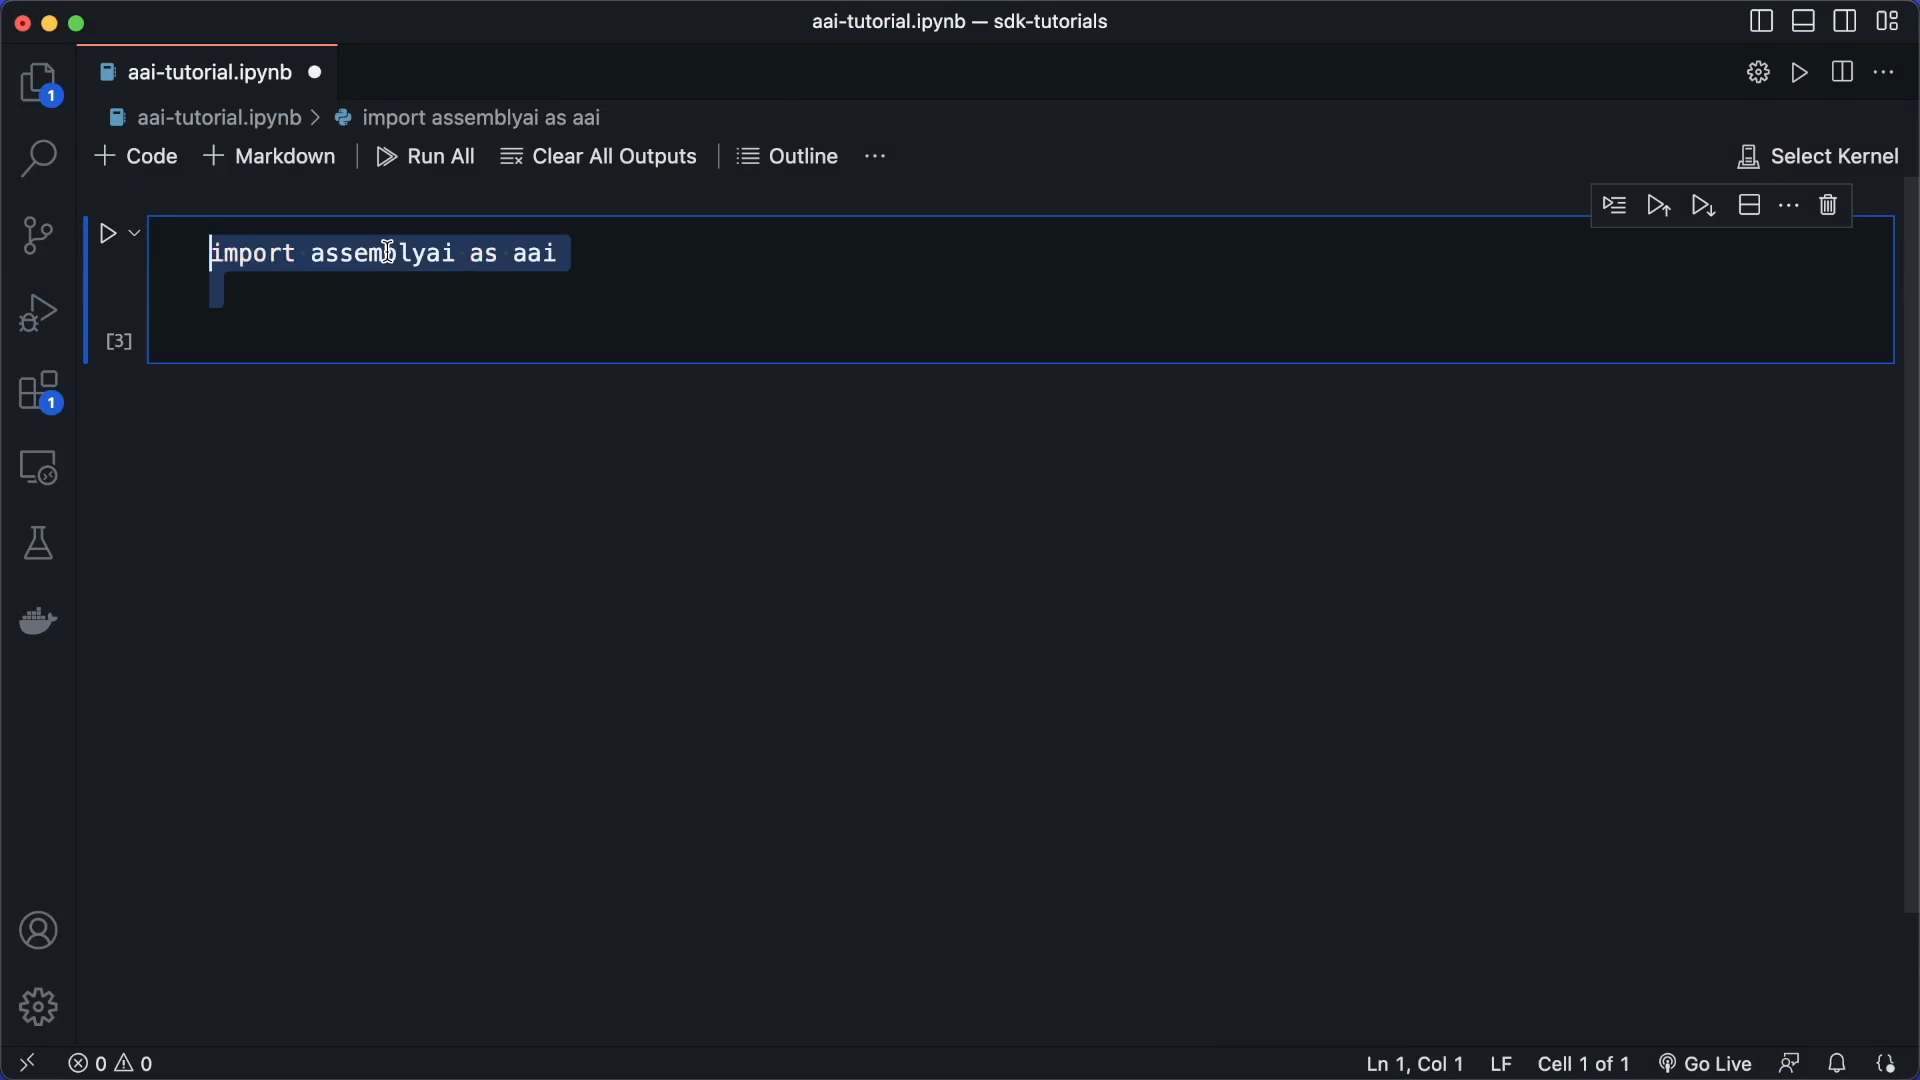 aai-tutorial.ipynb — sdk-tutorials
aai-tutorial.ipynb
1
aai-tutorial.ipynb > import assemblyai as aai
+ Code + Markdown | Run All Clear All Outputs | Outline ···
Select Kernel
import assemblyai as aai
[3]
1
0 0
Ln 1, Col 1 LF Cell 1 of 1 Go Live